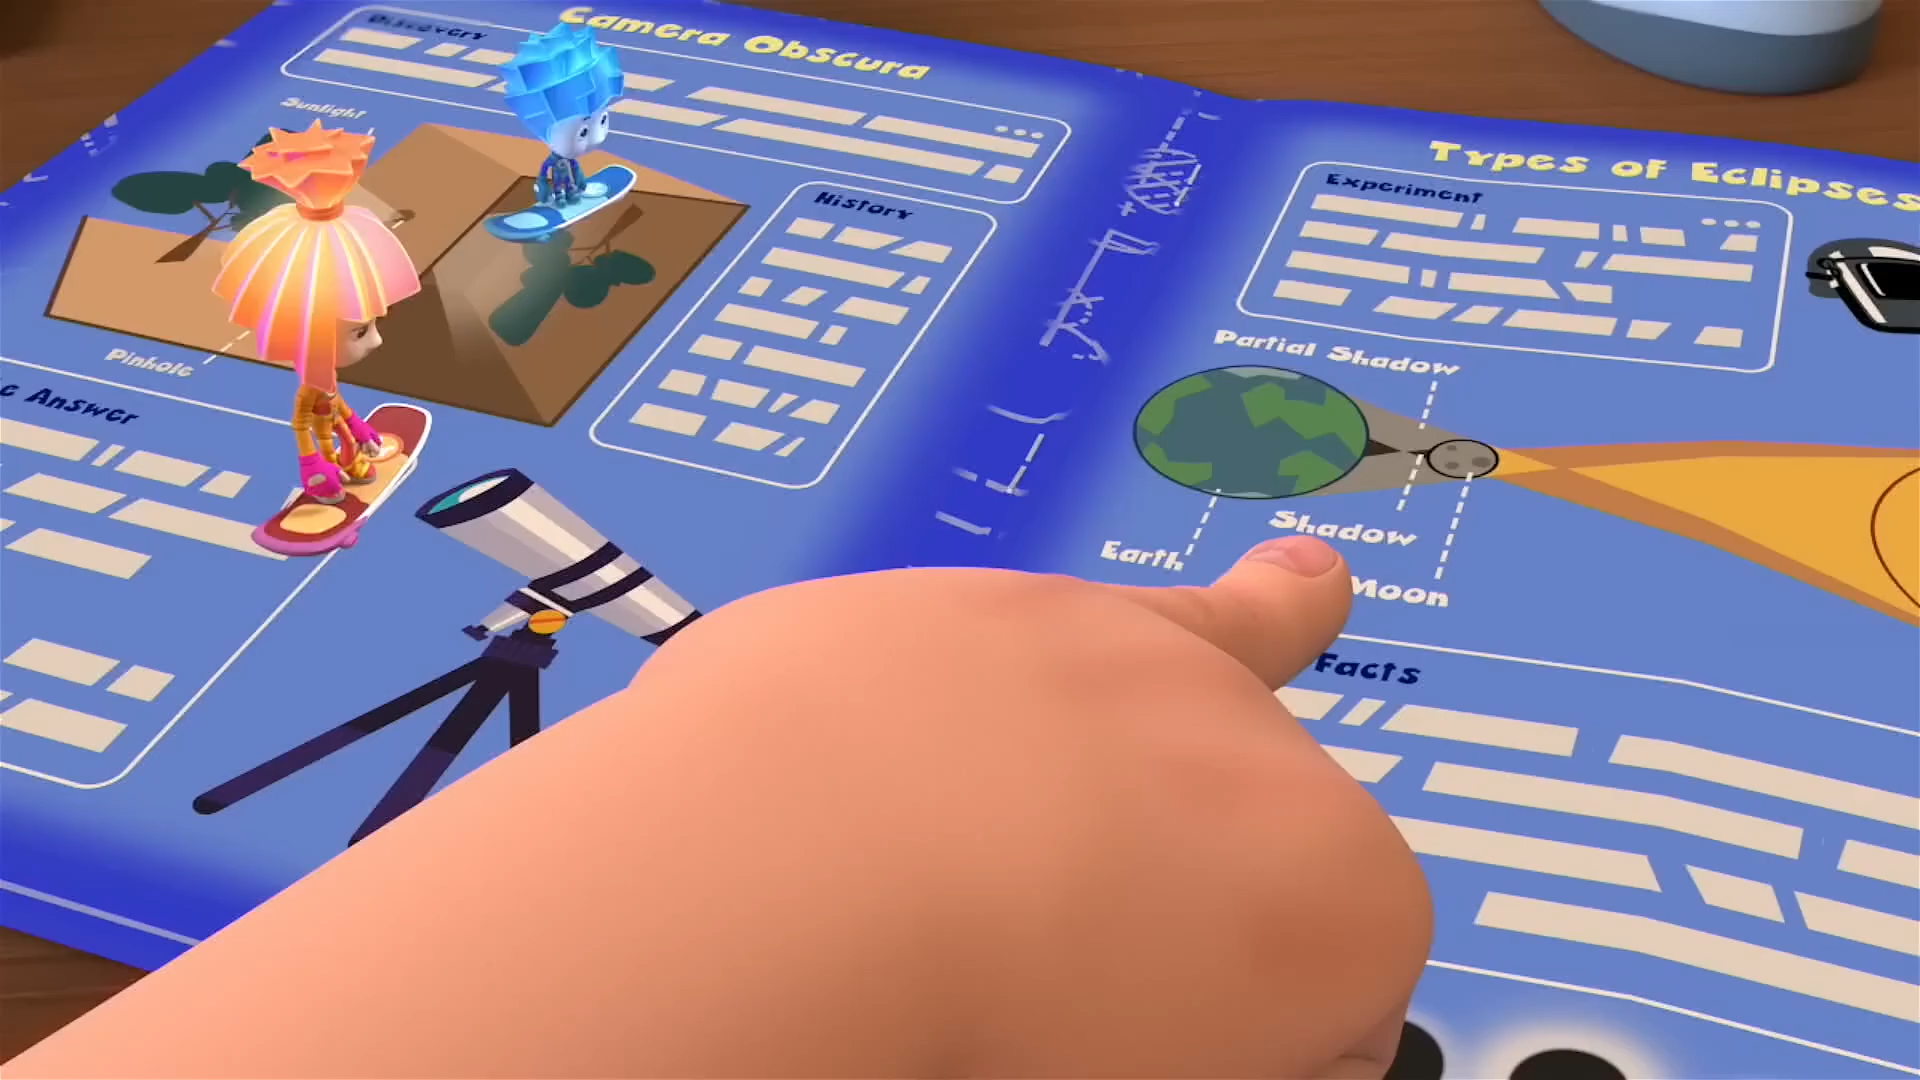 Camera Obscura
Discovery
Sunlight
History
Pinhole
Answer
Types of Eclipses
Experiment
Partial Shadow
Shadow
Earth
Moon
Facts